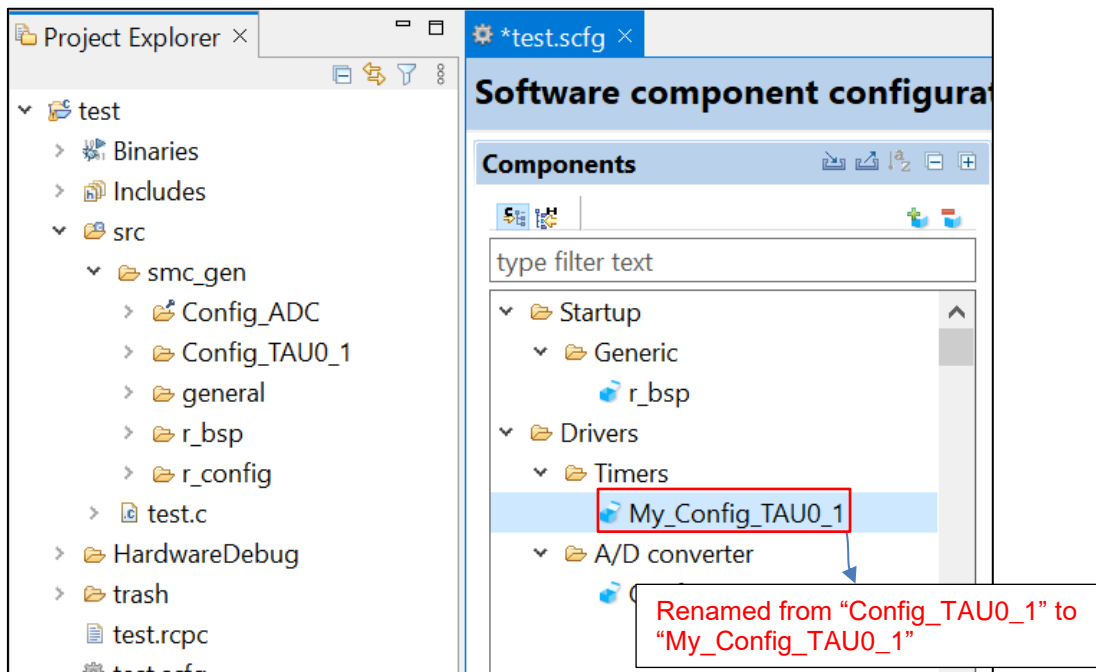 Project Explorer
test
Binaries
Includes
src
smc_gen
Config_ADC
Config_TAU0_1
general
r_bsp
r_config
test.c
HardwareDebug
trash
test.rcpc
*test.scfg
Software component configura
Components
type filter text
Startup
Generic
r_bsp
Drivers
Timers
My_Config_TAU0_1
A/D converter
Renamed from “Config_TAU0_1” to
“My_Config_TAU0_1”